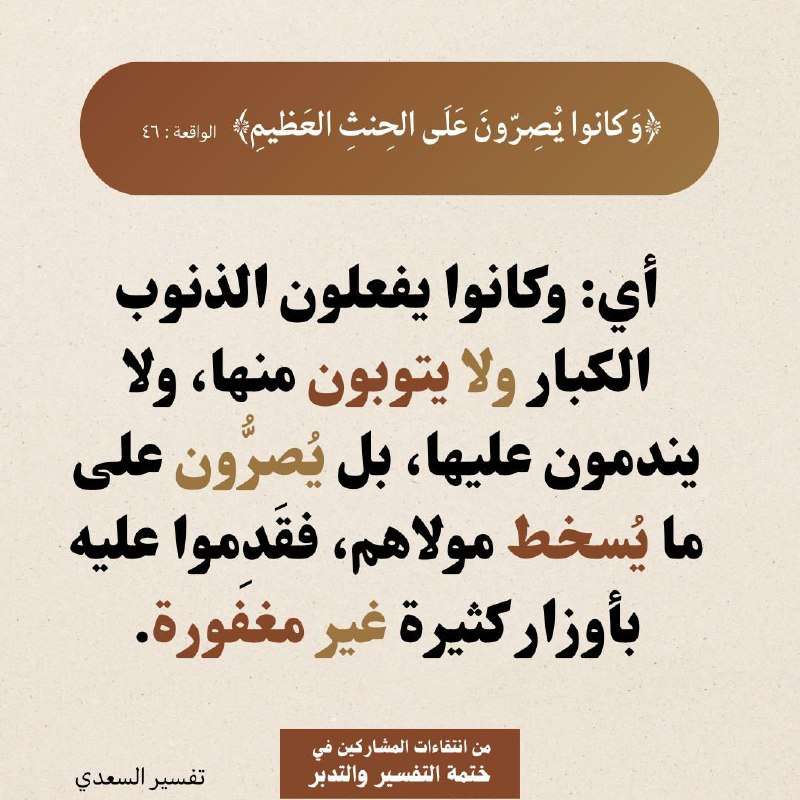 ﴿وَكانوا يُصِرّونَ عَلَى الحِنثِ العَظيمِ﴾ الواقعة : ٤٦
أي: وكانوا يفعلون الذنوب
الكبار ولا يتوبون منها، ولا
يندمون عليها، بل يُصرُّون على
ما يُسخط مولاهم، فقَدِموا عليه
بأوزار كثيرة غير مغفورة.
من انتقاءات المشاركين في
ختمة التفسير والتدبر
تفسير السعدي